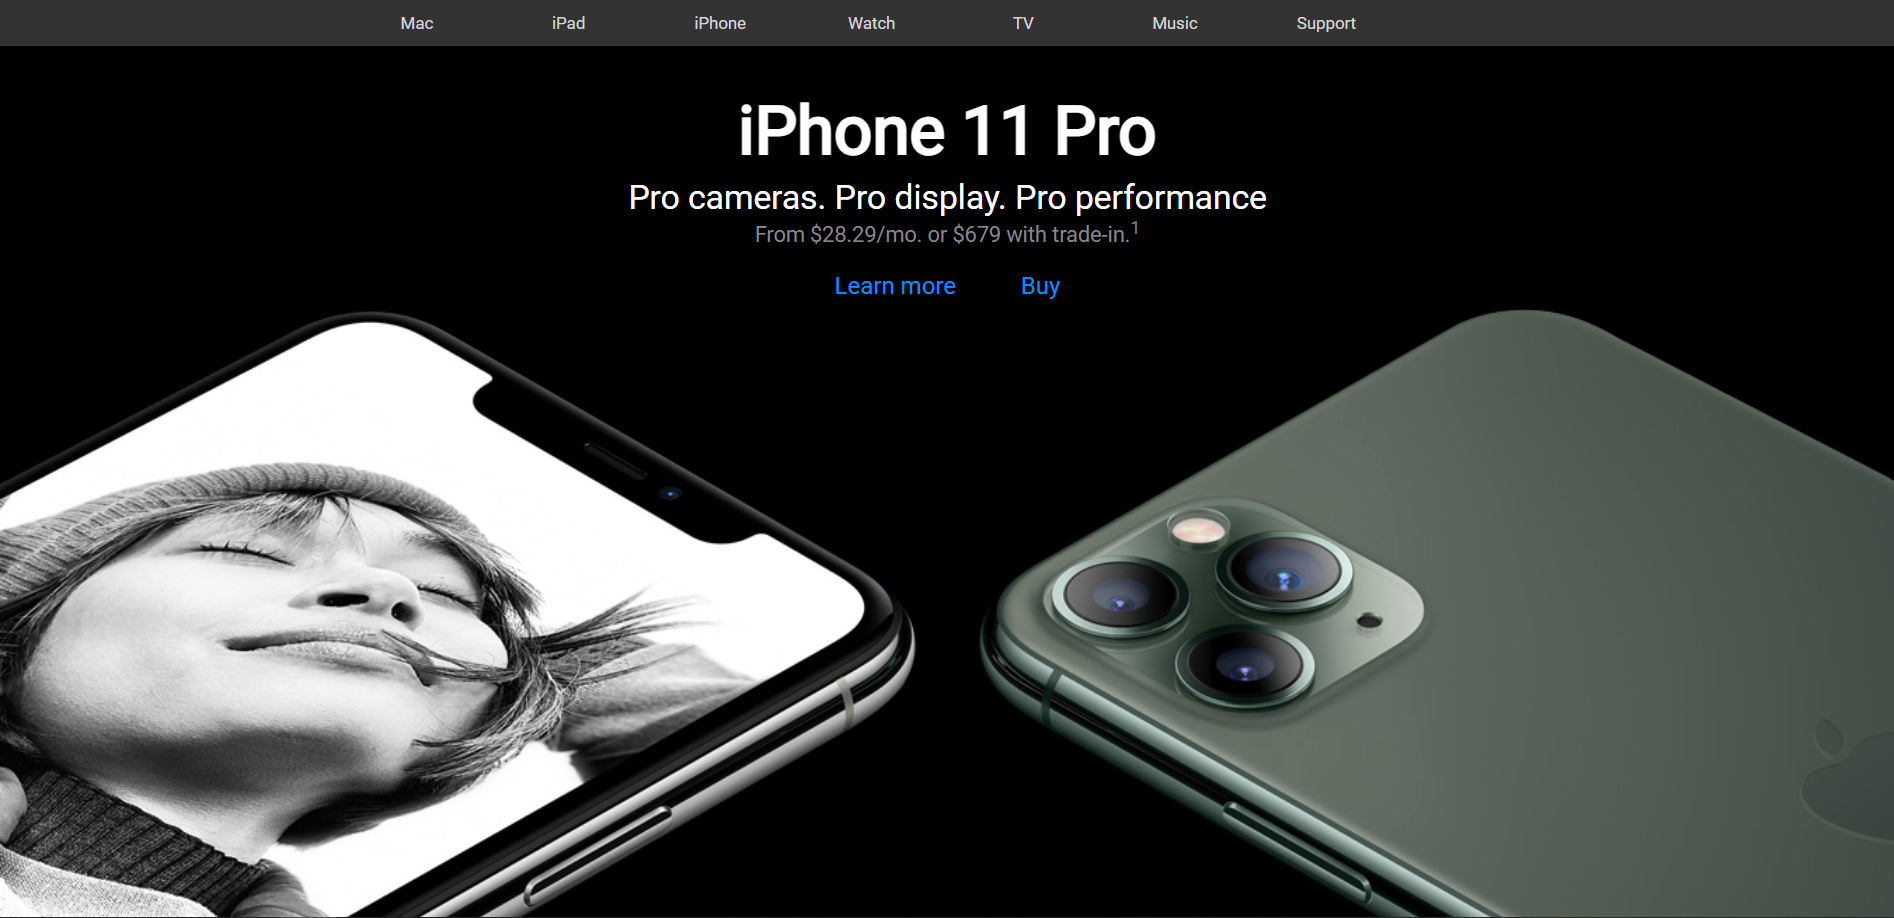 Mac iPad iPhone Watch TV Music Support
iPhone 11 Pro
Pro cameras. Pro display. Pro performance
From $28.29/mo. or $679 with trade-in.1
Learn more Buy